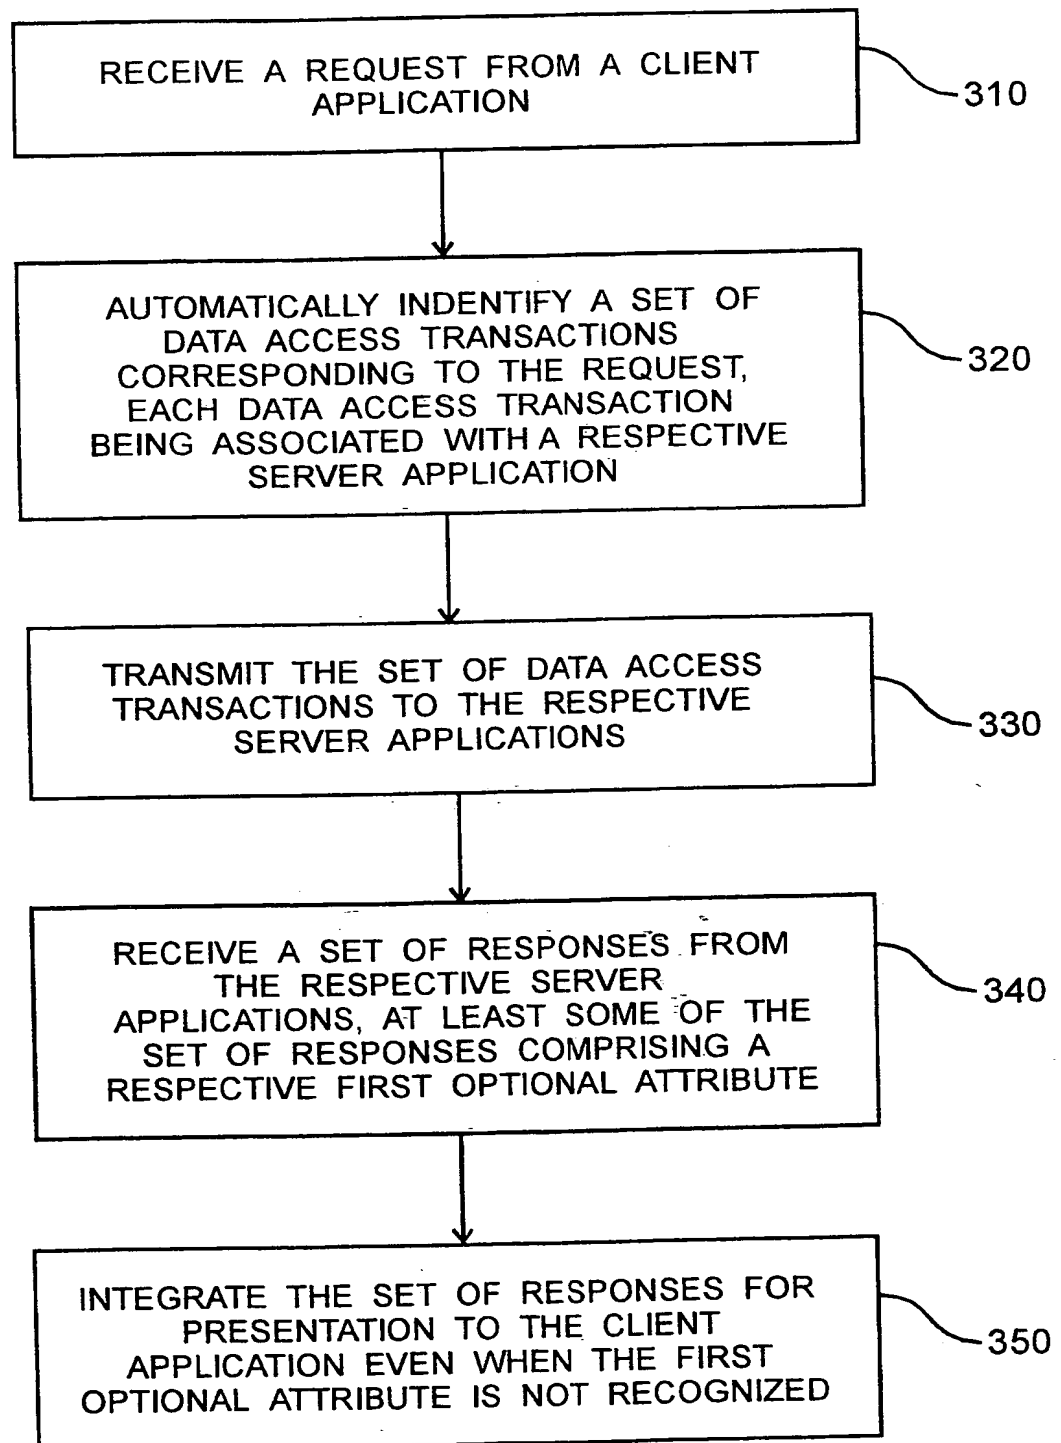 RECEIVE A REQUEST FROM A CLIENT
APPLICATION
310
AUTOMATICALLY INDENTIFY A SET OF
DATA ACCESS TRANSACTIONS
CORRESPONDING TO THE REQUEST,
EACH DATA ACCESS TRANSACTION
BEING ASSOCIATED WITH A RESPECTIVE
SERVER APPLICATION
320
TRANSMIT THE SET OF DATA ACCESS
TRANSACTIONS TO THE RESPECTIVE
SERVER APPLICATIONS
330
RECEIVE A SET OF RESPONSES FROM
THE RESPECTIVE SERVER
APPLICATIONS, AT LEAST SOME OF THE
SET OF RESPONSES COMPRISING A
RESPECTIVE FIRST OPTIONAL ATTRIBUTE
340
INTEGRATE THE SET OF RESPONSES FOR
PRESENTATION TO THE CLIENT
APPLICATION EVEN WHEN THE FIRST
OPTIONAL ATTRIBUTE IS NOT RECOGNIZED
350